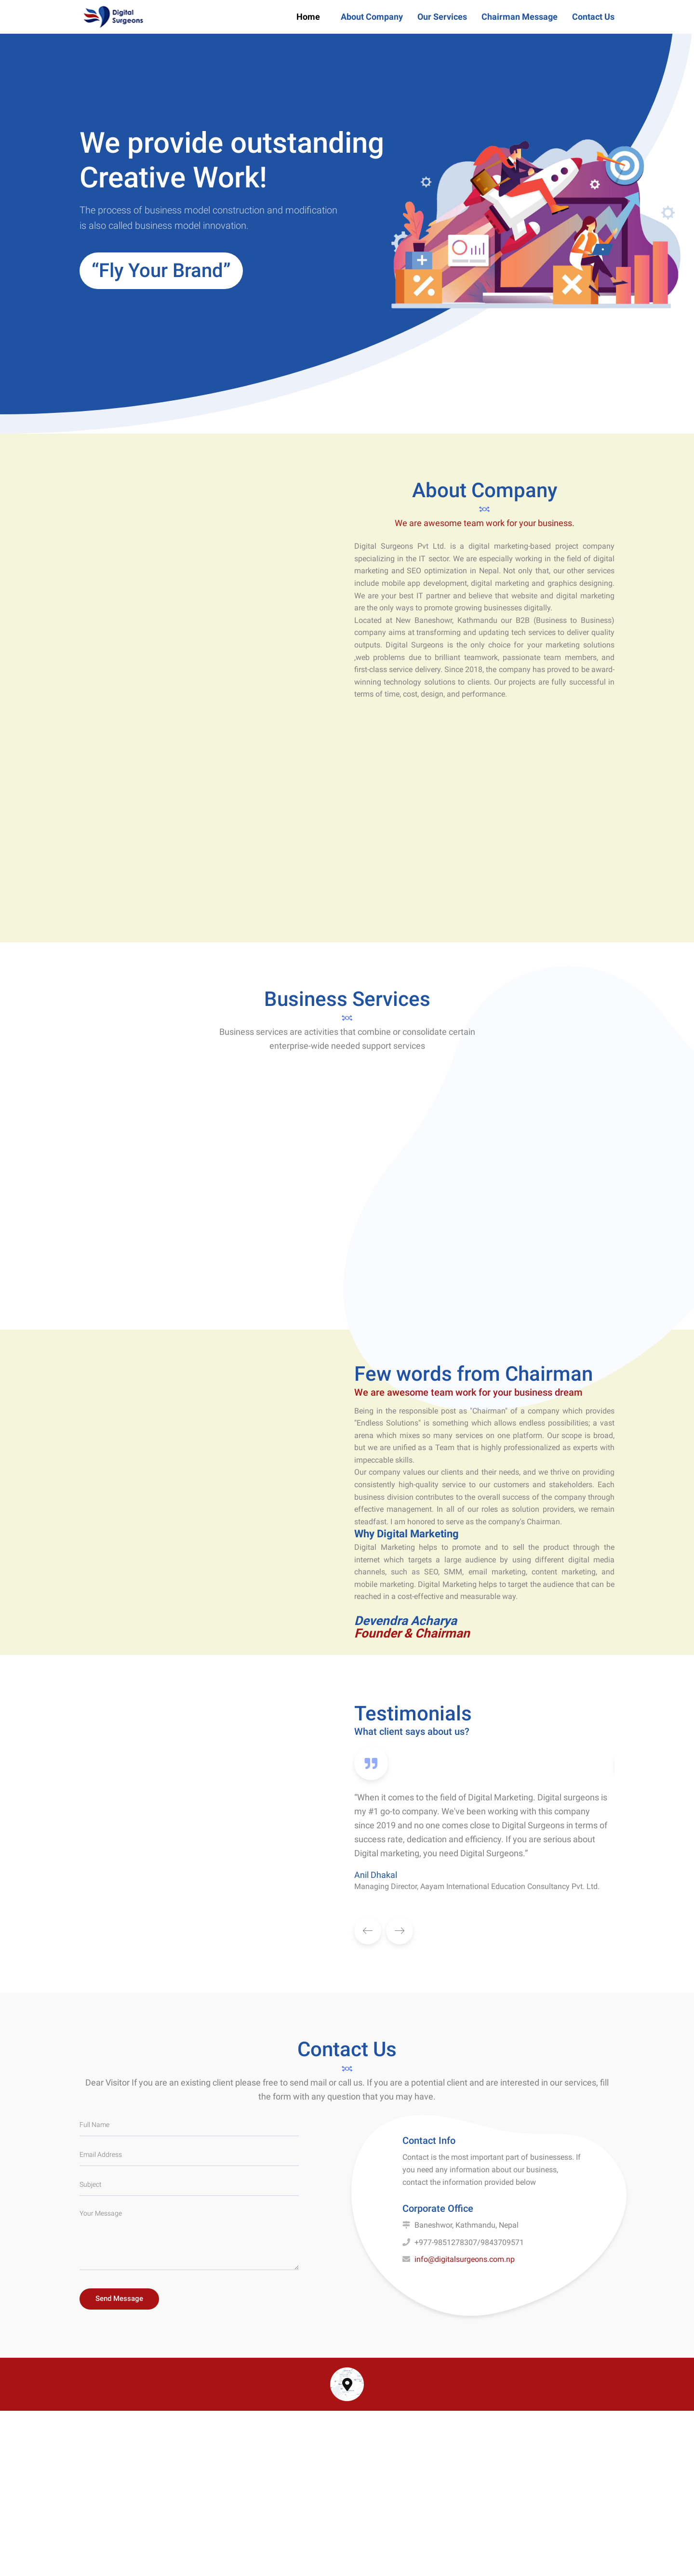 Digital
Surgeons
Home
About Company
Our Services
Chairman Message
Contact Us
We provide outstanding
Creative Work!
The process of business model construction and modification
is also called business model innovation.
“Fly Your Brand”
About Company
We are awesome team work for your business.
Digital Surgeons Pvt Ltd. is a digital marketing-based project company
specializing in the IT sector. We are especially working in the field of digital
marketing and SEO optimization in Nepal. Not only that, our other services
include mobile app development, digital marketing and graphics designing.
We are your best IT partner and believe that website and digital marketing
are the only ways to promote growing businesses digitally.
Located at New Baneshowr, Kathmandu our B2B (Business to Business)
company aims at transforming and updating tech services to deliver quality
outputs. Digital Surgeons is the only choice for your marketing solutions
,web problems due to brilliant teamwork, passionate team members, and
first-class service delivery. Since 2018, the company has proved to be award-
winning technology solutions to clients. Our projects are fully successful in
terms of time, cost, design, and performance.
Business Services
Business services are activities that combine or consolidate certain
enterprise-wide needed support services
Few words from Chairman
We are awesome team work for your business dream
Being in the responsible post as "Chairman" of a company which provides
"Endless Solutions" is something which allows endless possibilities; a vast
arena which mixes so many services on one platform. Our scope is broad,
but we are unified as a Team that is highly professionalized as experts with
impeccable skills.
Our company values our clients and their needs, and we thrive on providing
consistently high-quality service to our customers and stakeholders. Each
business division contributes to the overall success of the company through
effective management. In all of our roles as solution providers, we remain
steadfast. I am honored to serve as the company's Chairman.
Why Digital Marketing
Digital Marketing helps to promote and to sell the product through the
internet which targets a large audience by using different digital media
channels, such as SEO, SMM, email marketing, content marketing, and
mobile marketing. Digital Marketing helps to target the audience that can be
reached in a cost-effective and measurable way.
Devendra Acharya
Founder & Chairman
Testimonials
What client says about us?
“When it comes to the field of Digital Marketing. Digital surgeons is
my #1 go-to company. We've been working with this company
since 2019 and no one comes close to Digital Surgeons in terms of
success rate, dedication and efficiency. If you are serious about
Digital marketing, you need Digital Surgeons.”
Anil Dhakal
Managing Director, Aayam International Education Consultancy Pvt. Ltd.
Contact Us
Dear Visitor If you are an existing client please free to send mail or call us. If you are a potential client and are interested in our services, fill
the form with any question that you may have.
Full Name
Email Address
Subject
Your Message
Send Message
Contact Info
Contact is the most important part of businessess. If
you need any information about our business,
contact the information provided below
Corporate Office
Baneshwor, Kathmandu, Nepal
+977-9851278307/9843709571
info@digitalsurgeons.com.np